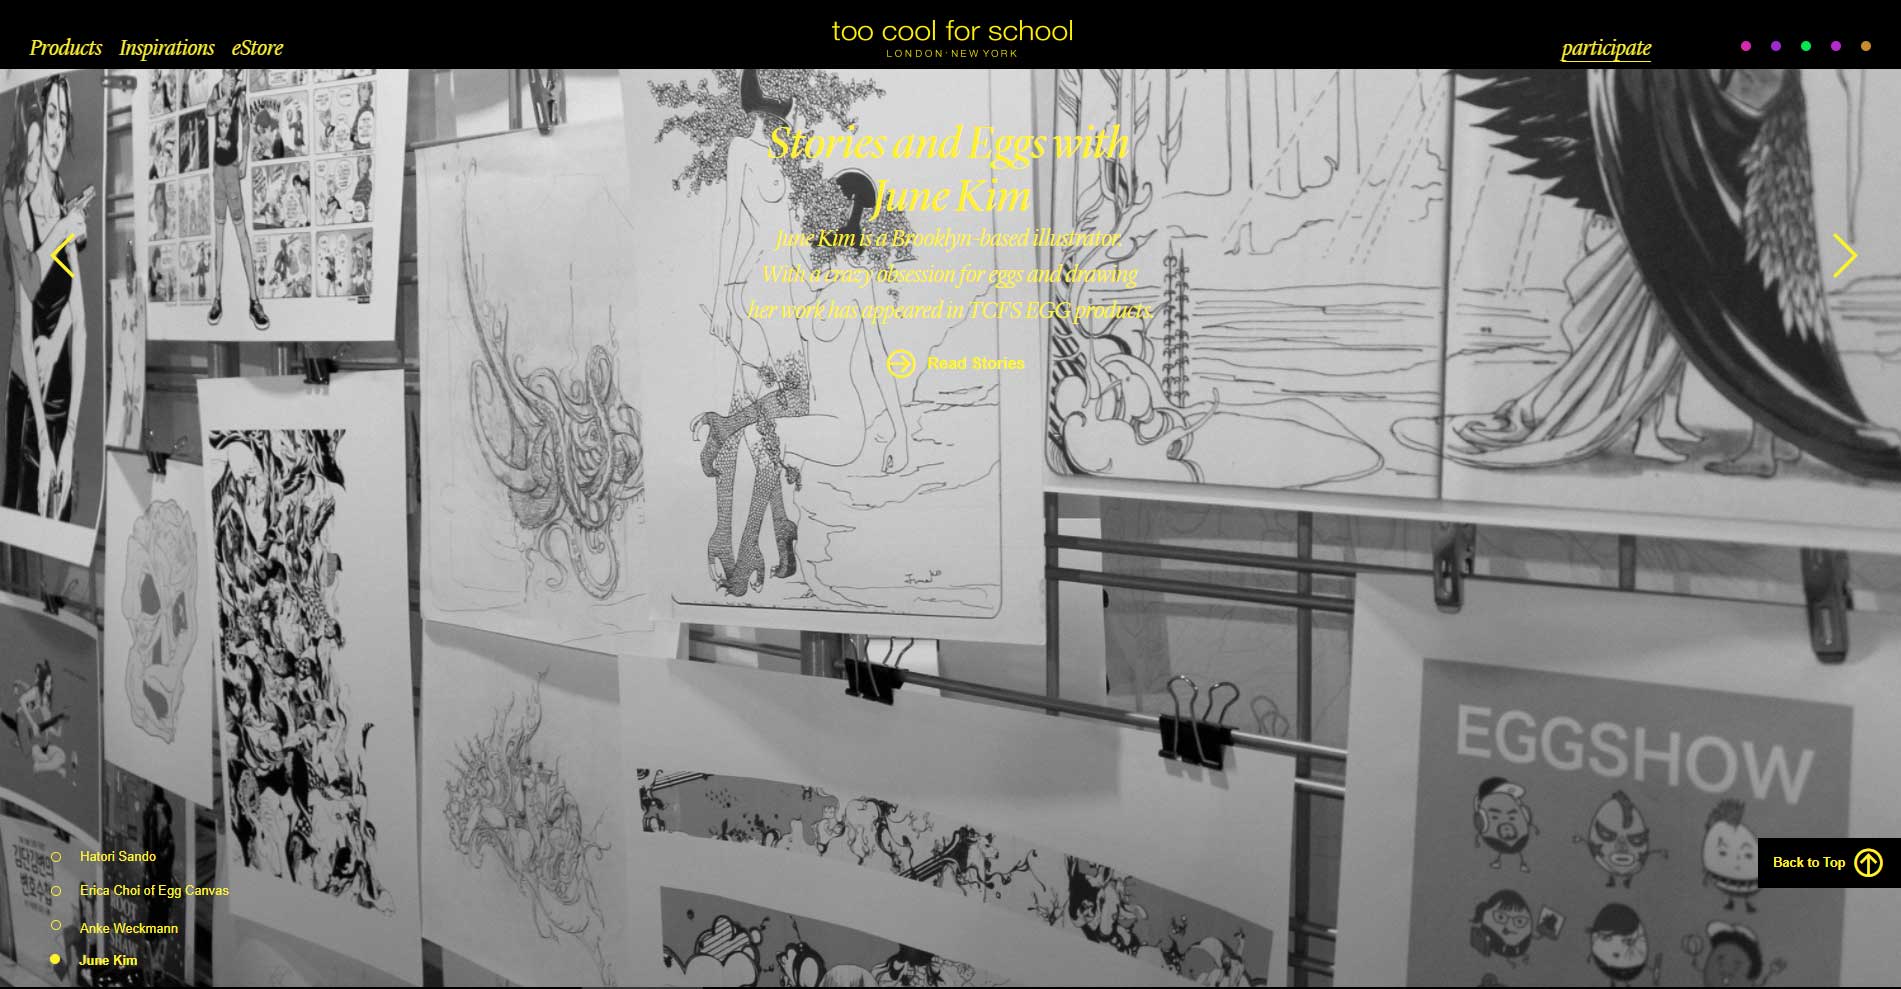 Products Inspirations eStore
too cool for school
LONDON·NEW YORK
participate
Stories and Eggs with
June Kim
June Kim is a Brooklyn-based illustrator.
With a crazy obsession for eggs and drawing
her work has appeared in TCFS EGG products.
Read Stories
EGGSHOW
Hatori Sando
Erica Choi of Egg Canvas
Anke Weckmann
June Kim
Back to Top